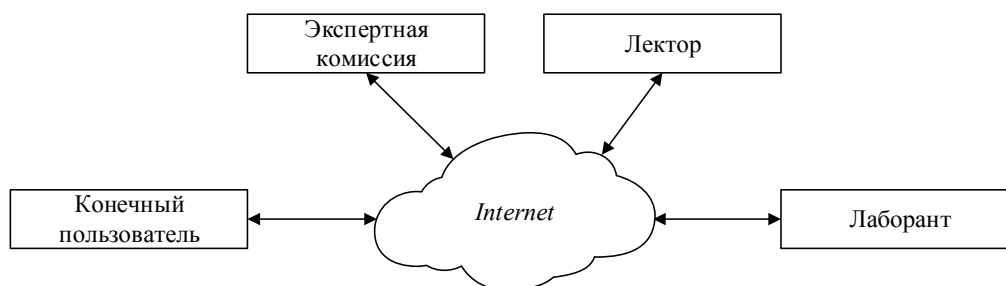 Экспертная
комиссия
Лектор
Конечный
пользователь
Internet
Лаборант